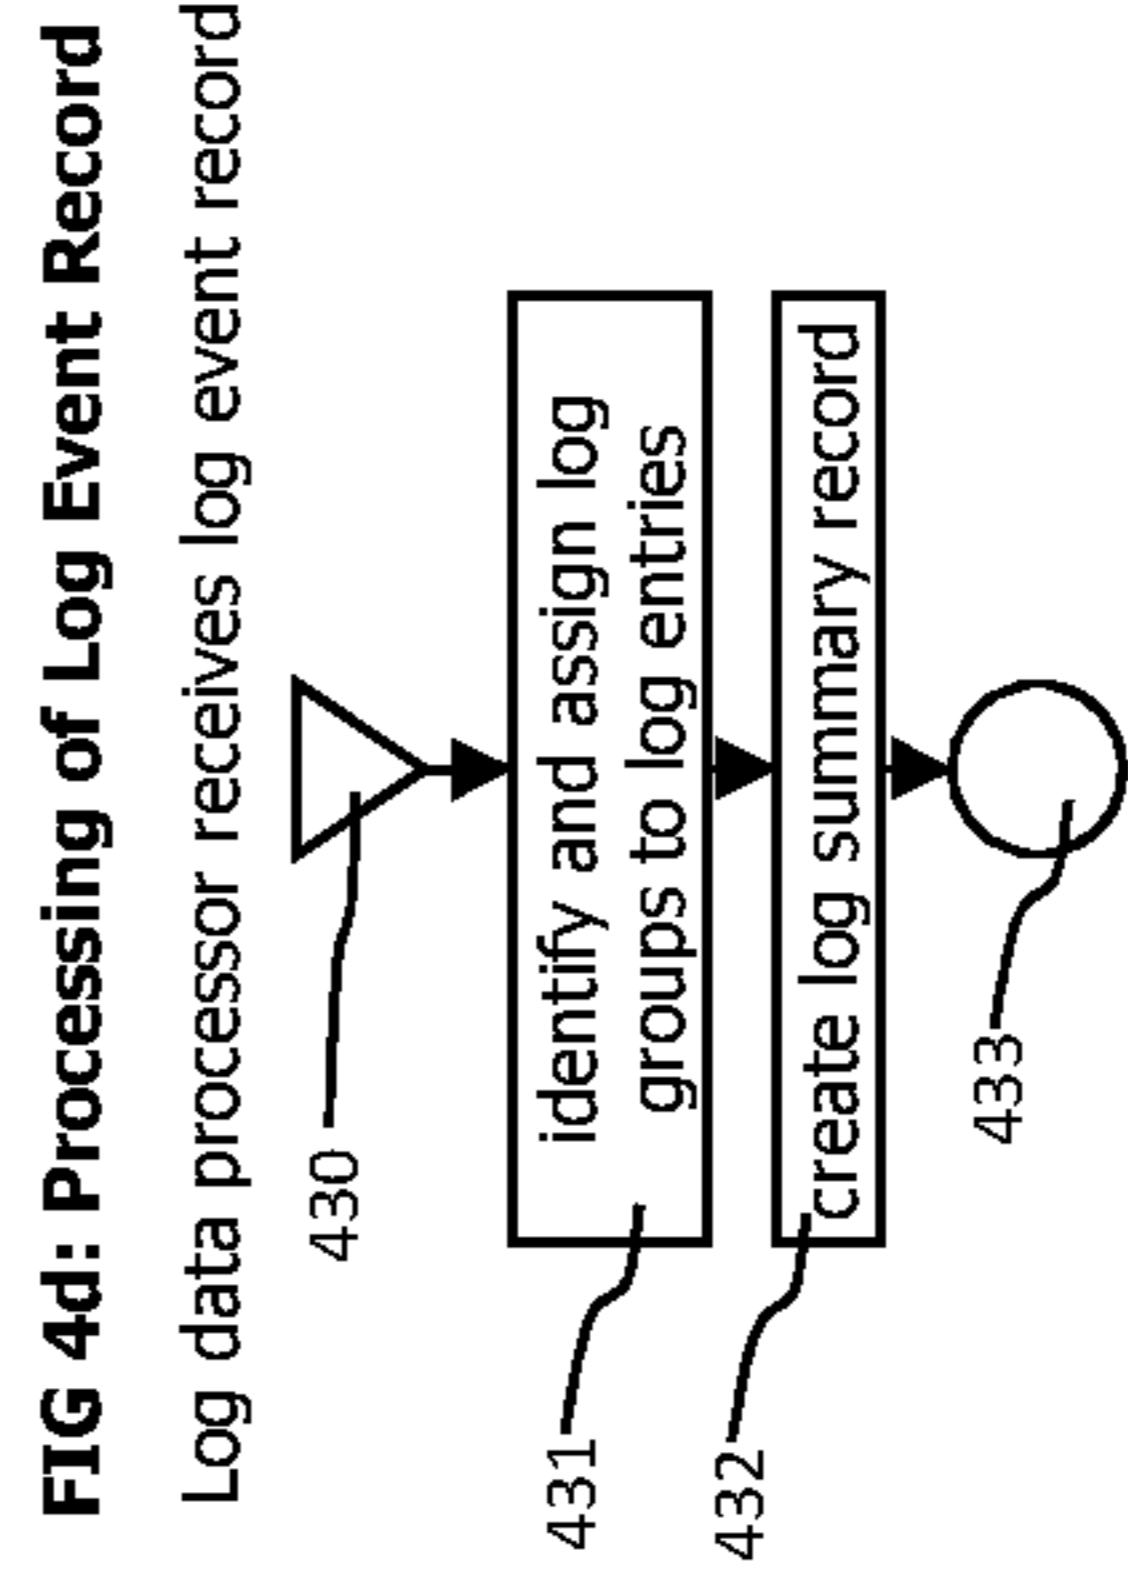 FIG 4d: Processing of Log Event Record
Log data processor receives log event record
430
identify and assign log
groups to log entries
431
create log summary record
432
433